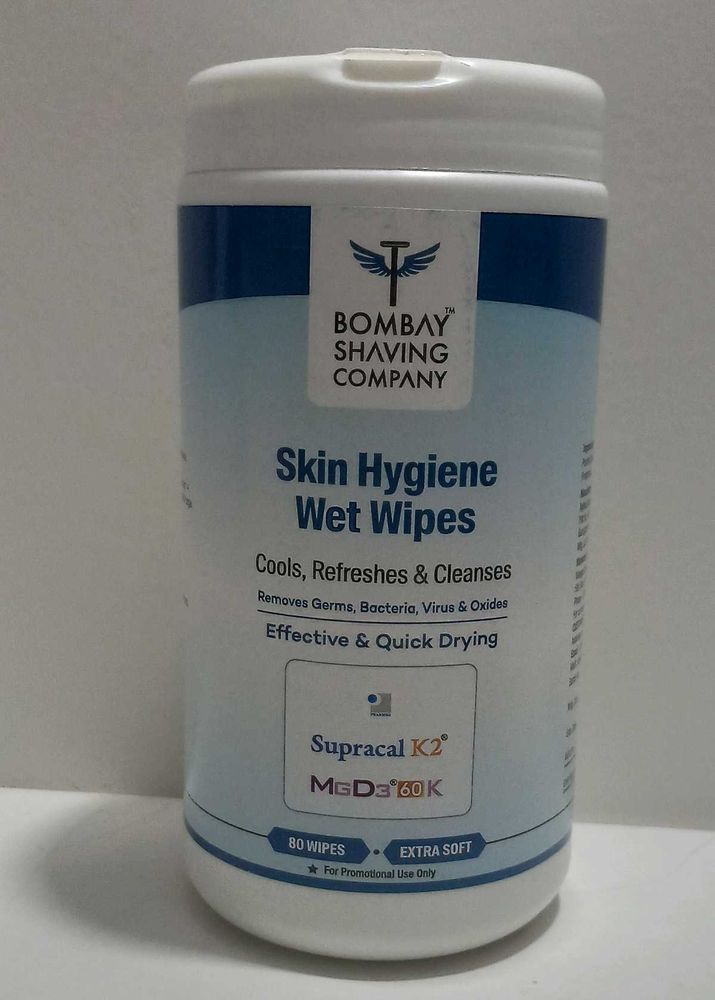 BOMBAY™
SHAVING
COMPANY
Skin Hygiene
Wet Wipes
Cools, Refreshes & Cleanses
Removes Germs, Bacteria, Virus & Oxides
Effective & Quick Drying
Supracal K2®
MgD3®60K
80 WIPES • EXTRA SOFT
★ For Promotional Use Only